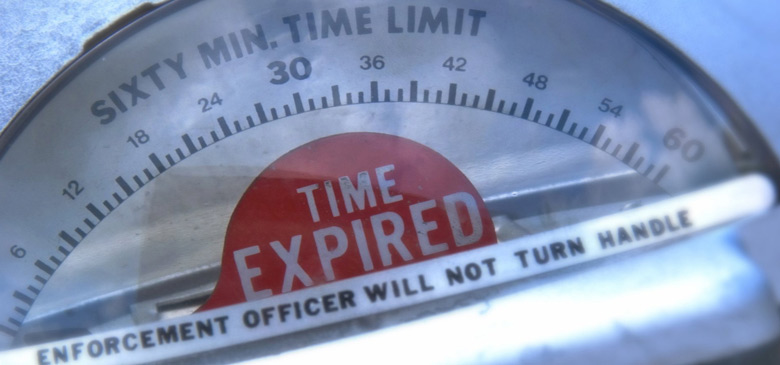 SIXTY MIN. TIME LIMIT
6 12 18 24 30 36 42 48 54 60
TIME
EXPIRED
ENFORCEMENT OFFICER WILL NOT TURN HANDLE